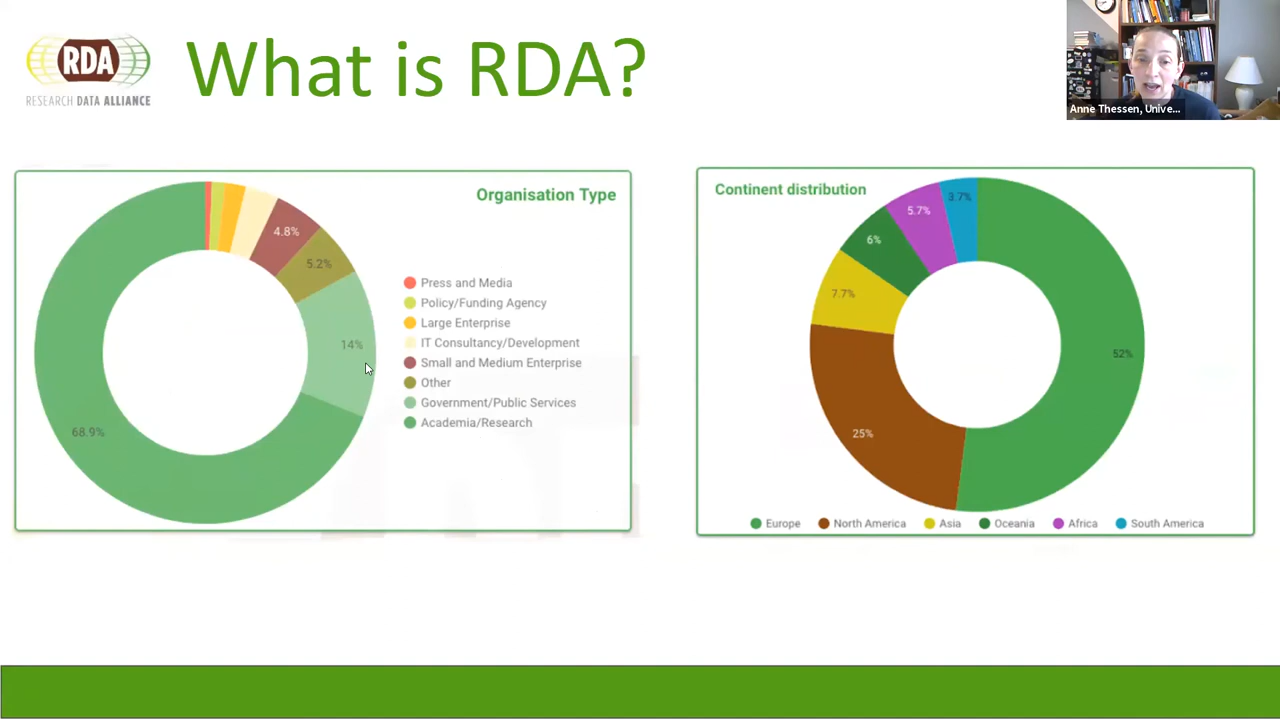 RDA
RESEARCH DATA ALLIANCE
What is RDA?
Anne Thessen, Unive...
Organisation Type
4.8%
5.2%
14%
68.9%
Press and Media
Policy/Funding Agency
Large Enterprise
IT Consultancy/Development
Small and Medium Enterprise
Other
Government/Public Services
Academia/Research
Continent distribution
3.7%
5.7%
6%
7.7%
52%
25%
Europe North America Asia Oceania Africa South America